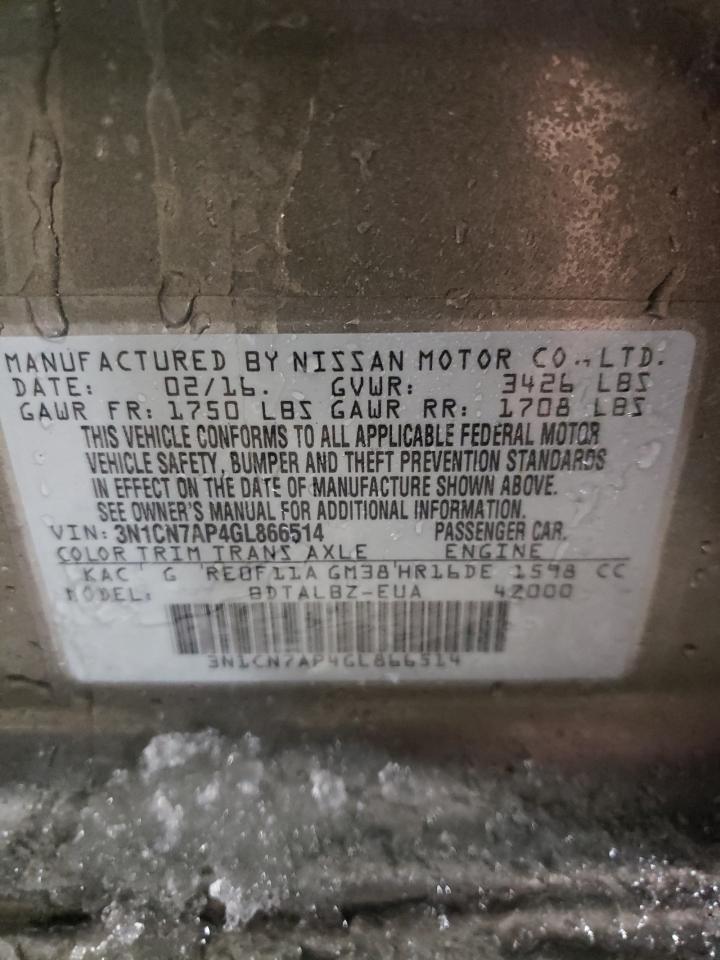 MANUFACTURED BY NISSAN MOTOR CO., LTD.
DATE: 02/16. GVWR: 3426 LBS
GAWR FR: 1750 LBS GAWR RR: 1708 LBS
THIS VEHICLE CONFORMS TO ALL APPLICABLE FEDERAL MOTOR
VEHICLE SAFETY, BUMPER AND THEFT PREVENTION STANDARDS
IN EFFECT ON THE DATE OF MANUFACTURE SHOWN ABOVE.
SEE OWNER'S MANUAL FOR ADDITIONAL INFORMATION.
VIN: 3N1CN7AP4GL866514 PASSENGER CAR.
COLOR TRIM TRANS AXLE ENGINE
KAC G RE0F11A GM38 HR16DE 1598 CC
MODEL: BDTALBZ-EUA 42000
3N1CN7AP4GL866514